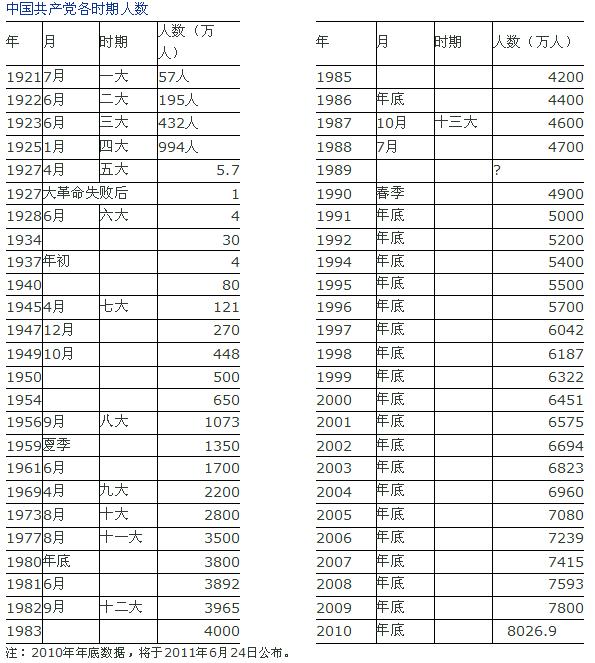 中国共产党各时期人数
年 月 时期 人数（万人）
1921 7月 一大 57人
1922 6月 二大 195人
1923 6月 三大 432人
1925 1月 四大 994人
1927 4月 五大 5.7
1927 大革命失败后 1
1928 6月 六大 4
1934 30
1937 年初 4
1940 80
1945 4月 七大 121
1947 12月 270
1949 10月 448
1950 500
1954 650
1956 9月 八大 1073
1959 夏季 1350
1961 6月 1700
1969 4月 九大 2200
1973 8月 十大 2800
1977 8月 十一大 3500
1980 年底 3800
1981 6月 3892
1982 9月 十二大 3965
1983 4000
年 月 时期 人数（万人）
1985 4200
1986 年底 4400
1987 10月 十三大 4600
1988 7月 4700
1989 ?
1990 春季 4900
1991 年底 5000
1992 年底 5200
1994 年底 5400
1995 年底 5500
1996 年底 5700
1997 年底 6042
1998 年底 6187
1999 年底 6322
2000 年底 6451
2001 年底 6575
2002 年底 6694
2003 年底 6823
2004 年底 6960
2005 年底 7080
2006 年底 7239
2007 年底 7415
2008 年底 7593
2009 年底 7800
2010 年底 8026.9
注：2010年年底数据，将于2011年6月24日公布。